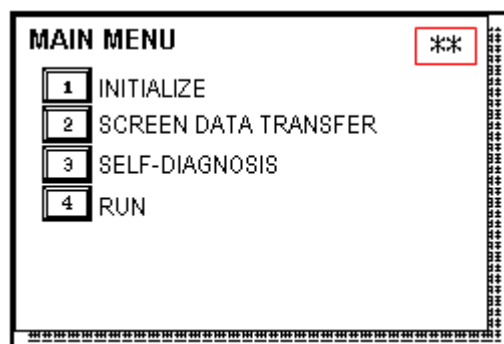 MAIN MENU **
1 INITIALIZE
2 SCREEN DATA TRANSFER
3 SELF-DIAGNOSIS
4 RUN